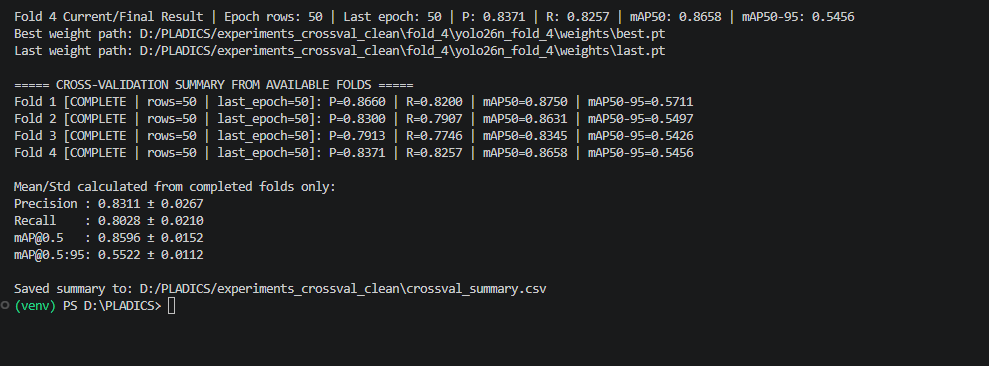 Fold 4 Current/Final Result | Epoch rows: 50 | Last epoch: 50 | P: 0.8371 | R: 0.8257 | mAP50: 0.8658 | mAP50-95: 0.5456
Best weight path: D:/PLADICS/experiments_crossval_clean\fold_4\yolo26n_fold_4\weights\best.pt
Last weight path: D:/PLADICS/experiments_crossval_clean\fold_4\yolo26n_fold_4\weights\last.pt
===== CROSS-VALIDATION SUMMARY FROM AVAILABLE FOLDS =====
Fold 1 [COMPLETE | rows=50 | last_epoch=50]: P=0.8660 | R=0.8200 | mAP50=0.8750 | mAP50-95=0.5711
Fold 2 [COMPLETE | rows=50 | last_epoch=50]: P=0.8300 | R=0.7907 | mAP50=0.8631 | mAP50-95=0.5497
Fold 3 [COMPLETE | rows=50 | last_epoch=50]: P=0.7913 | R=0.7746 | mAP50=0.8345 | mAP50-95=0.5426
Fold 4 [COMPLETE | rows=50 | last_epoch=50]: P=0.8371 | R=0.8257 | mAP50=0.8658 | mAP50-95=0.5456
Mean/Std calculated from completed folds only:
Precision : 0.8311 ± 0.0267
Recall    : 0.8028 ± 0.0210
mAP@0.5   : 0.8596 ± 0.0152
mAP@0.5:95: 0.5522 ± 0.0112
Saved summary to: D:/PLADICS/experiments_crossval_clean\crossval_summary.csv
(venv) PS D:\PLADICS>